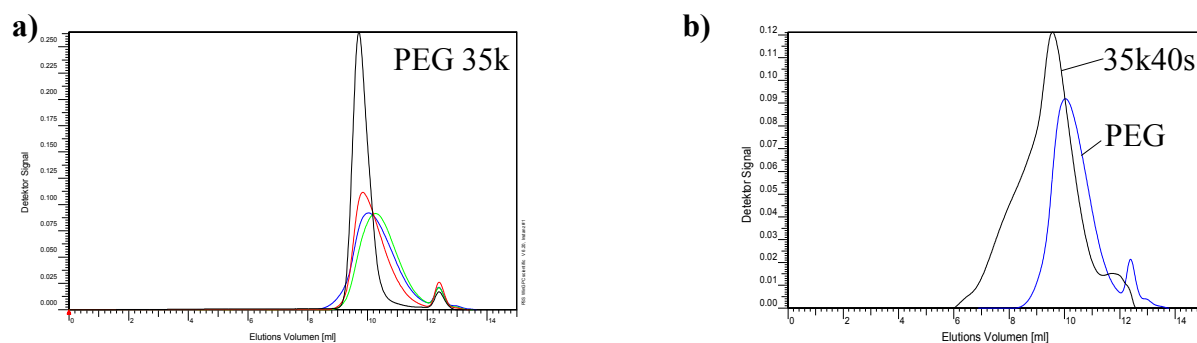 a)
PEG 35k
0.250
0.225
0.200
0.175
0.150
0.125
0.100
0.075
0.050
0.025
0.000
Detektor Signal
0 2 4 6 8 10 12 14
Elutions Volumen [ml]
b)
35k40s
PEG
0.12
0.11
0.10
0.09
0.08
0.07
0.06
0.05
0.04
0.03
0.02
0.01
0.00
Detektor Signal
0 2 4 6 8 10 12 14
Elutions Volumen [ml]